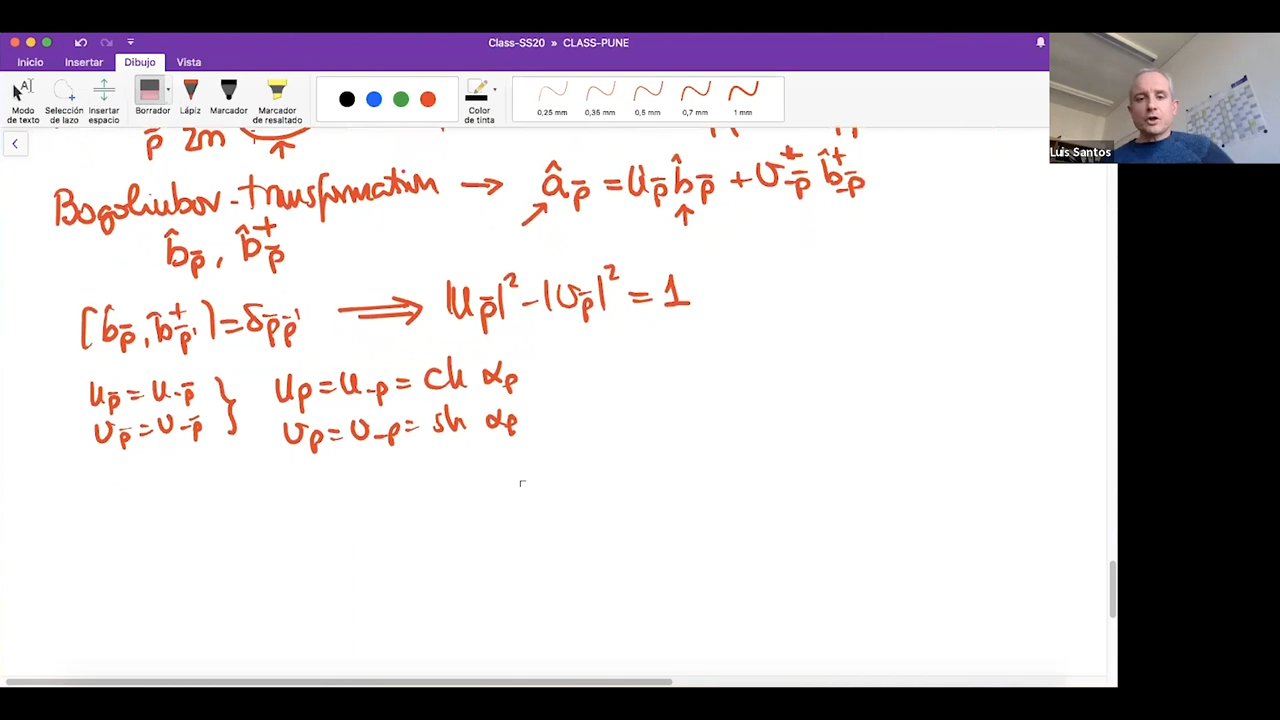 Class-SS20 » CLASS-PUNE
Inicio Insertar Dibujo Vista
Modo de texto
Selección de lazo
Insertar espacio
Borrador
Lápiz
Marcador
Marcador de resaltado
Color de tinta
0,25 mm 0,35 mm 0,5 mm 0,7 mm 1 mm
Luis Santos
p̄ 2m
Bogoliubov-transformation → â_p̄ = u_p̄ b̂_p̄ + v*_-p̄ b̂⁺_-p̄
b̂_p̄, b̂⁺_p̄
[b̂_p̄, b̂⁺_p̄'] = δ_p̄p̄' ⟹ |u_p̄|² - |v_p̄|² = 1
u_p̄ = u_-p̄ } u_p = u_-p = ch α_p
v_p̄ = v_-p̄ } v_p = v_-p = sh α_p